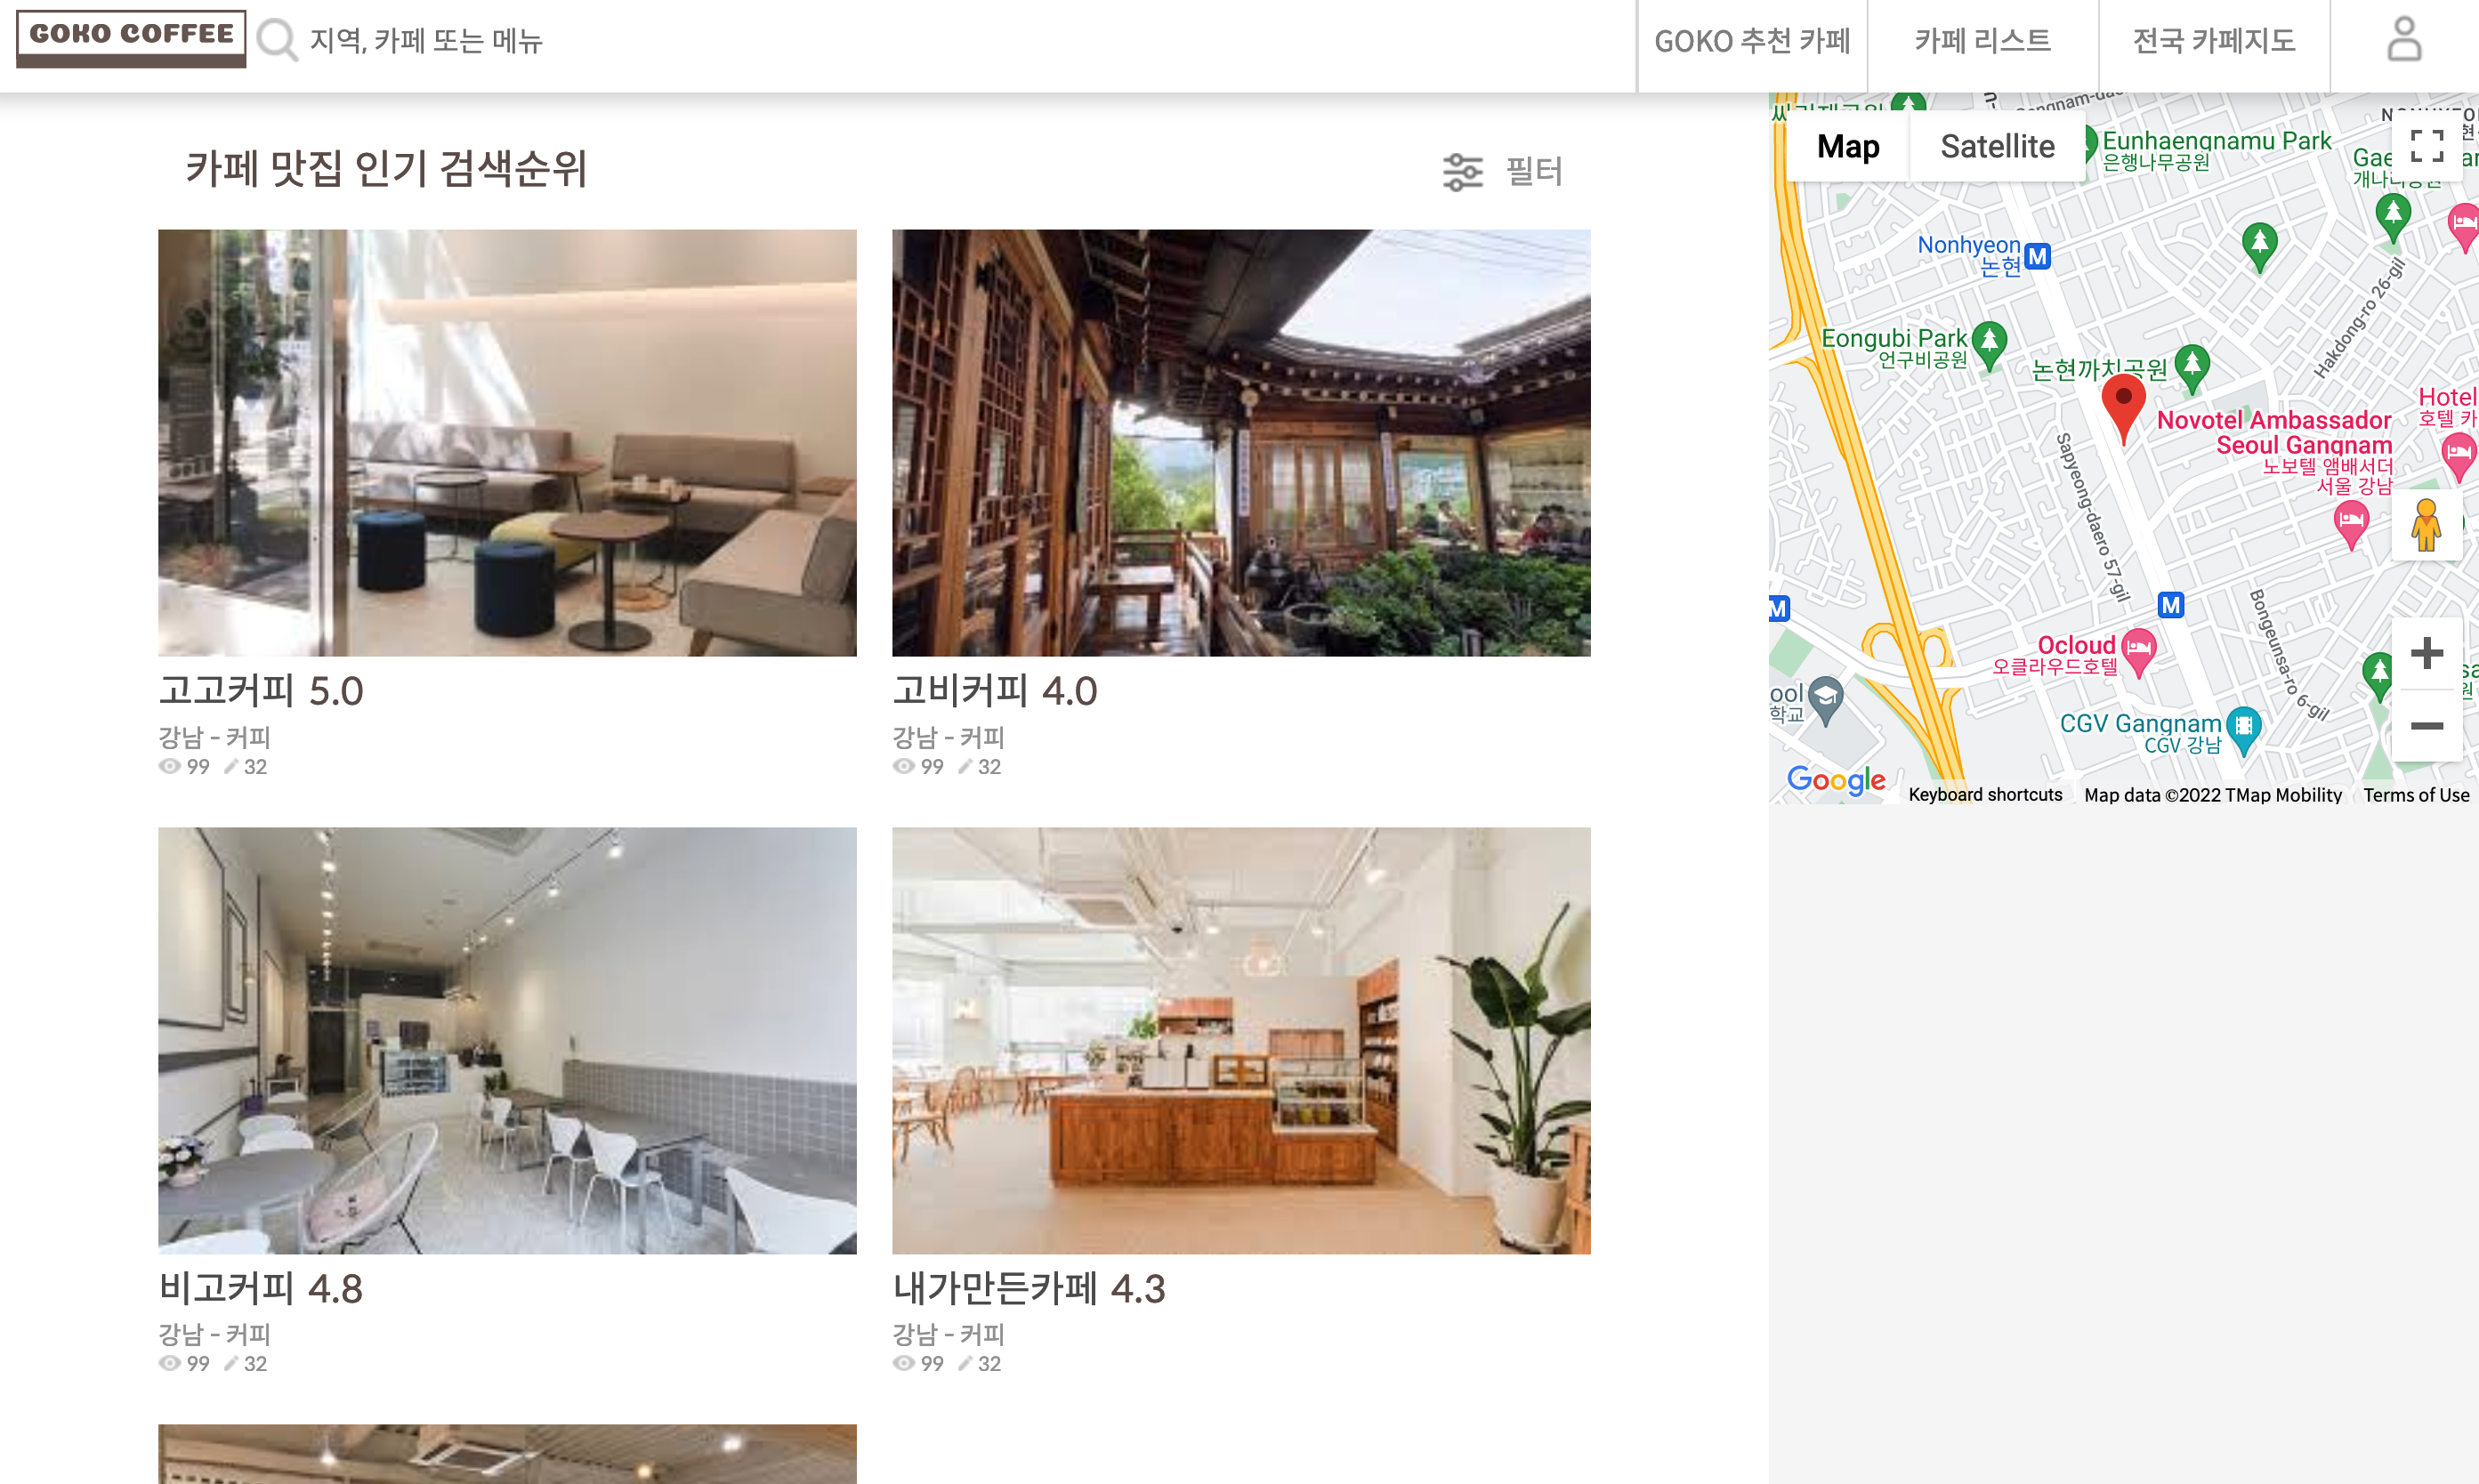 GOKO COFFEE
지역, 카페 또는 메뉴
GOKO 추천 카페
카페 리스트
전국 카페지도
카페 맛집 인기 검색순위
필터
고고커피 5.0
강남 - 커피
99 32
고비커피 4.0
강남 - 커피
99 32
비고커피 4.8
강남 - 커피
99 32
내가만든카페 4.3
강남 - 커피
99 32
Map
Satellite
Eunhaengnamu Park
은행나무공원
Nonhyeon
논현
M
Hakdong-ro 26-gil
Eongubi Park
언구비공원
논현까치공원
Hotel
호텔 카
Novotel Ambassador
Seoul Gangnam
노보텔 앰배서더
서울 강남
Sapyeong-daero 57-gil
M
M
Bongeunsa-ro 6-gil
Ocloud
오클라우드호텔
ool
학교
CGV Gangnam
CGV 강남
Google
Keyboard shortcuts
Map data ©2022 TMap Mobility
Terms of Use